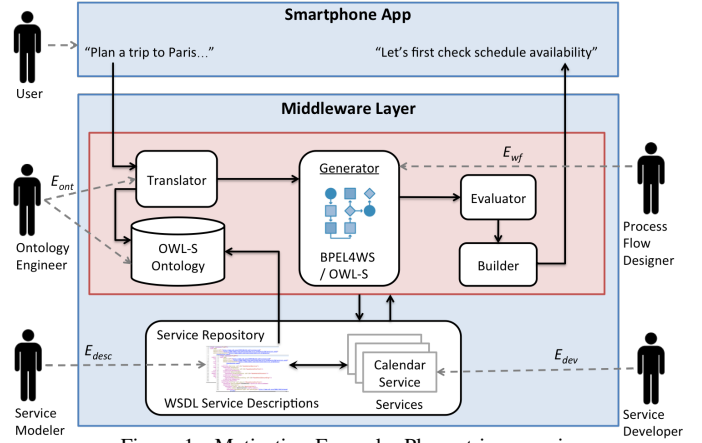 Smartphone App
“Plan a trip to Paris…”
“Let’s first check schedule availability”
User
Middleware Layer
Generator
E_wf
E_ont
Translator
Evaluator
Ontology
Engineer
OWL-S
Ontology
BPEL4WS
/ OWL-S
Builder
Process
Flow
Designer
Service Repository
E_desc
E_dev
Calendar
Service
WSDL Service Descriptions
Services
Service
Modeler
Service
Developer